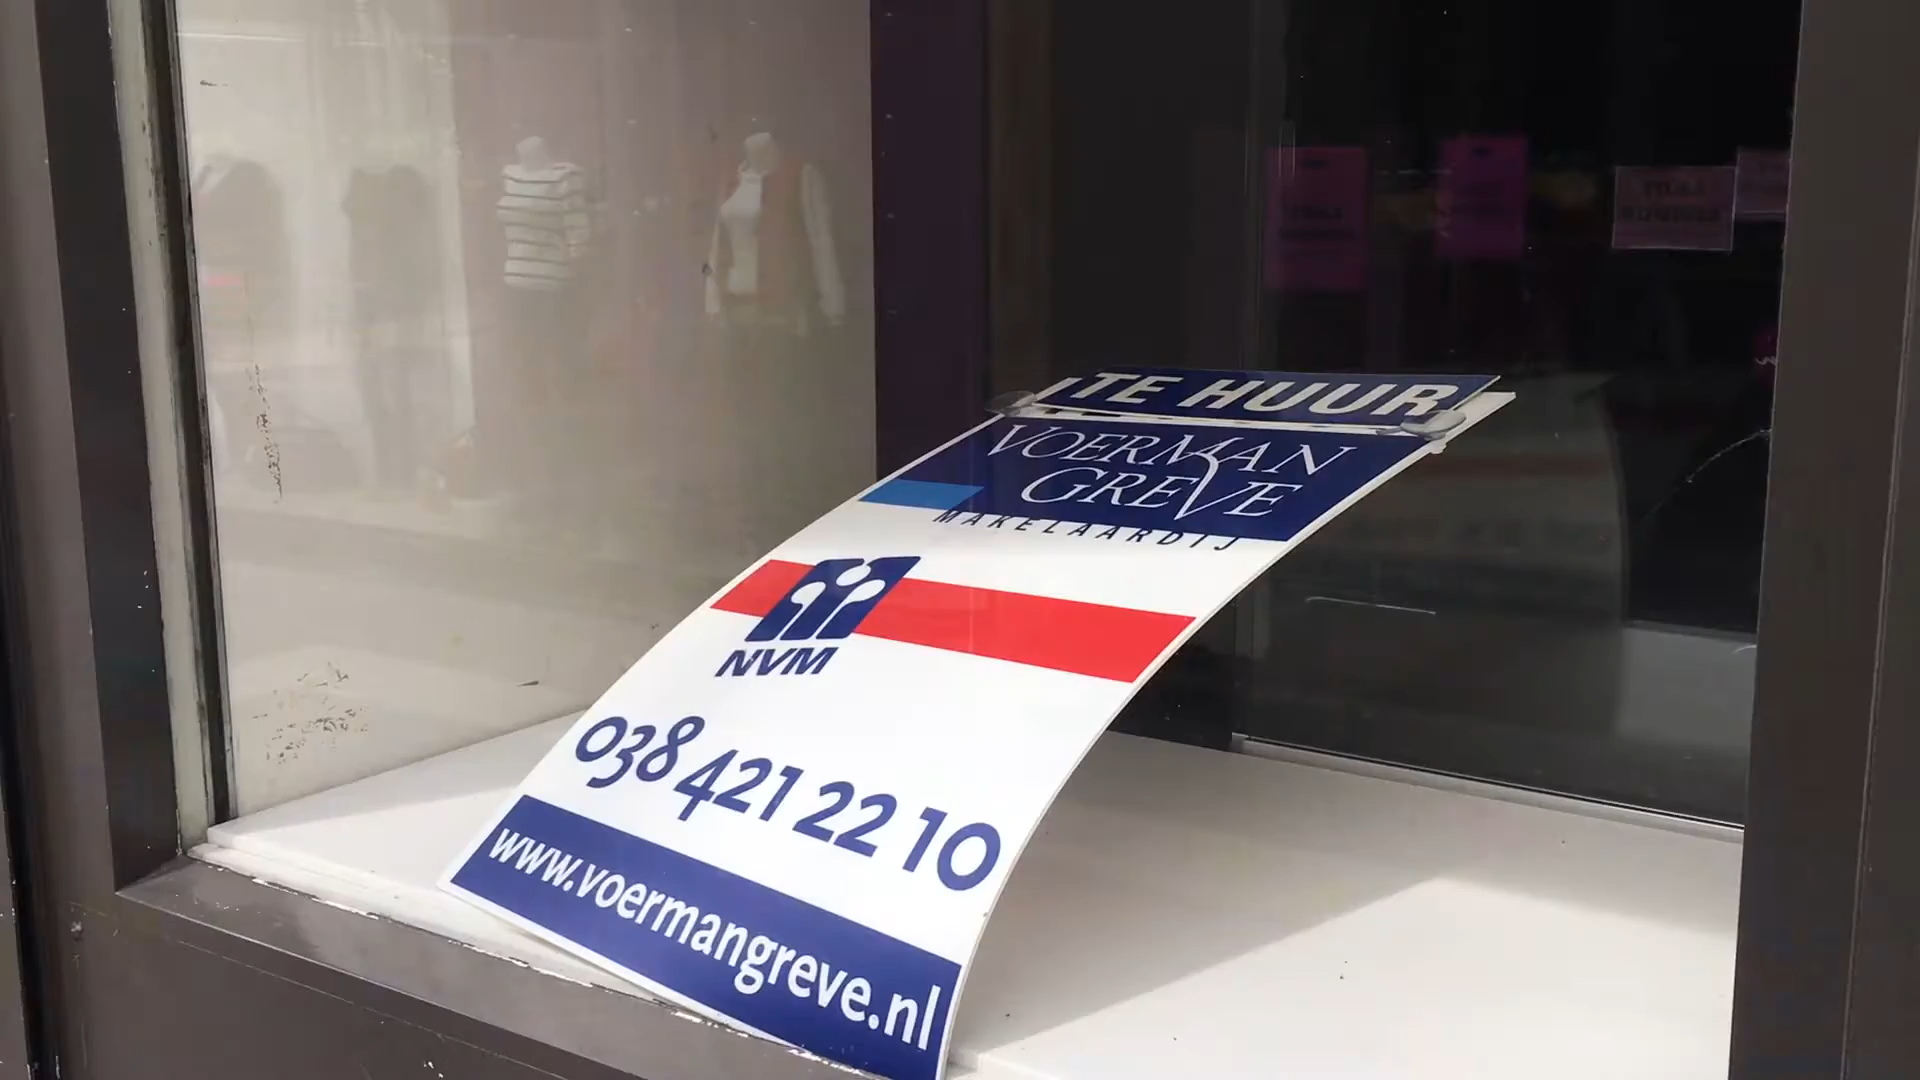 TE HUUR
VOERMAN
GREVE
MAKELAARDIJ
NVM
038 421 22 10
www.voermangreve.nl